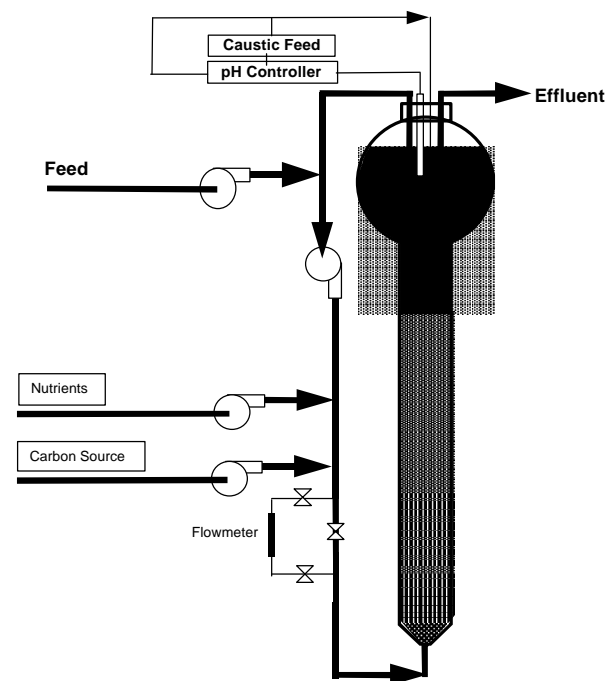 Caustic Feed
pH Controller
Effluent
Feed
Nutrients
Carbon Source
Flowmeter